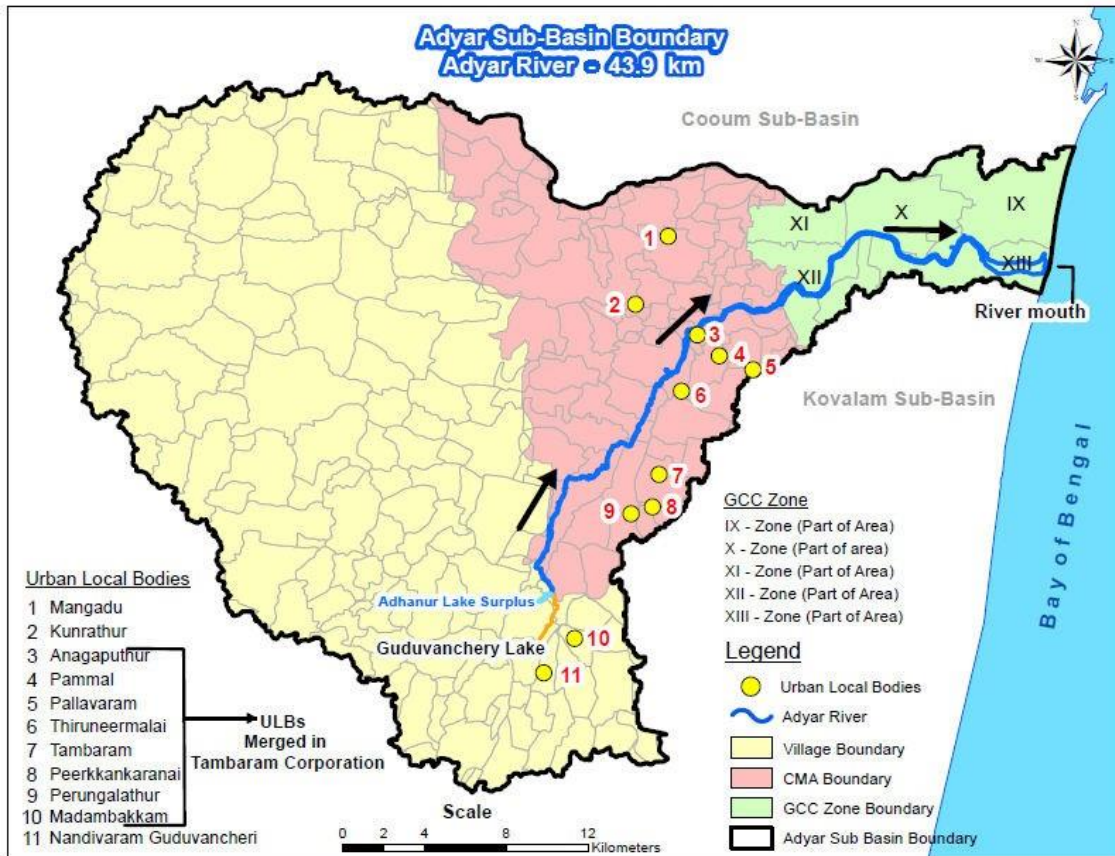 Adyar Sub-Basin Boundary
Adyar River - 43.9 km
N
Cooum Sub-Basin
IX
X
XI
XII
XIII
River mouth
1
2
3
4
5
6
7
8
9
10
11
Kovalam Sub-Basin
Bay of Bengal
Adhanur Lake Surplus
Guduvanchery Lake
Urban Local Bodies
1 Mangadu
2 Kunrathur
3 Anagaputhur
4 Pammal
5 Pallavaram
6 Thiruneermalai
7 Tambaram
8 Peerkkankaranai
9 Perungalathur
10 Madambakkam
11 Nandivaram Guduvancheri
ULBs
Merged in
Tambaram Corporation
Scale
0 2 4 8 12
Kilometers
GCC Zone
IX - Zone (Part of Area)
X - Zone (Part of area)
XI - Zone (Part of Area)
XII - Zone (Part of Area)
XIII - Zone (Part of Area)
Legend
Urban Local Bodies
Adyar River
Village Boundary
CMA Boundary
GCC Zone Boundary
Adyar Sub Basin Boundary